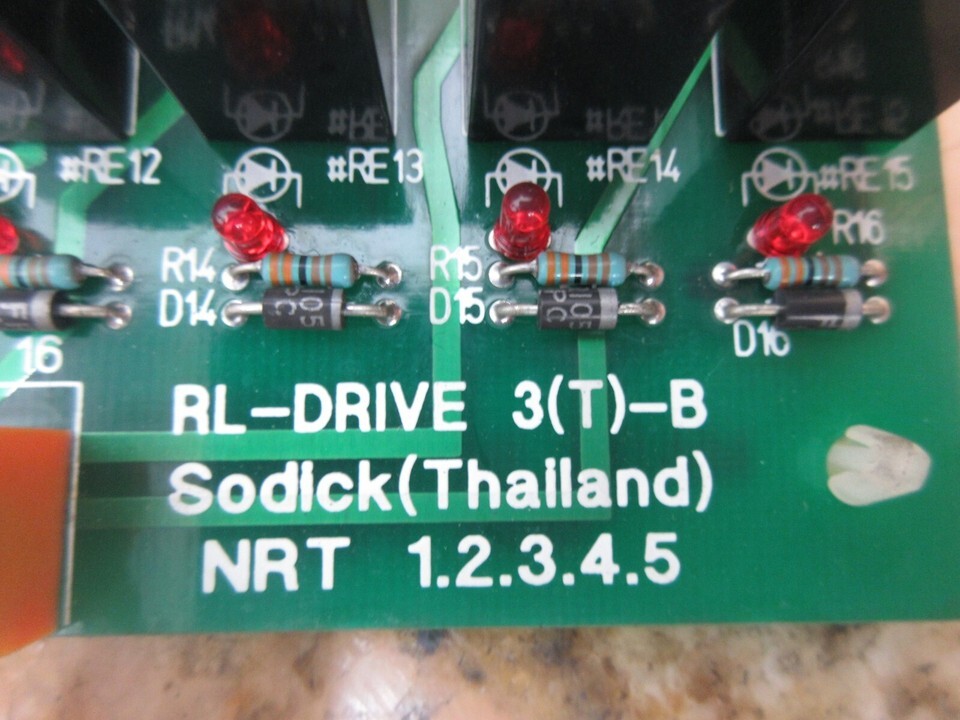 #RE12 #RE13 #RE14 #RE15
R16
R14 R15
D14 D15
16 D16
RL-DRIVE 3(T)-B
Sodick(Thailand)
NRT 1.2.3.4.5